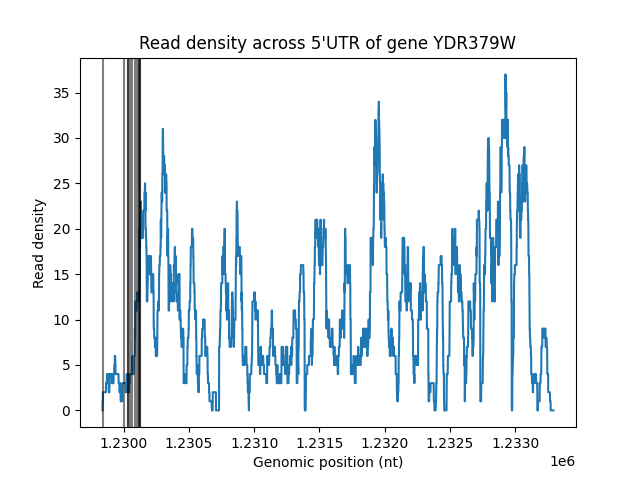 Read density across 5'UTR of gene YDR379W
35
30
25
20
15
10
5
0
Read density
1.2300 1.2305 1.2310 1.2315 1.2320 1.2325 1.2330
Genomic position (nt)
1e6